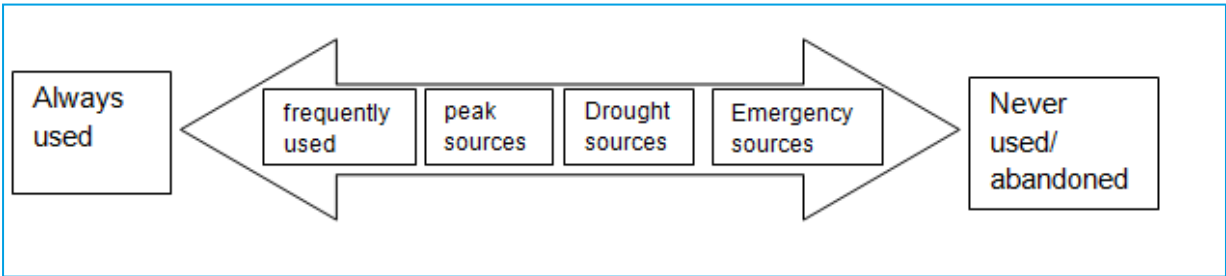 Always
used
frequently
used
peak
sources
Drought
sources
Emergency
sources
Never
used/
abandoned